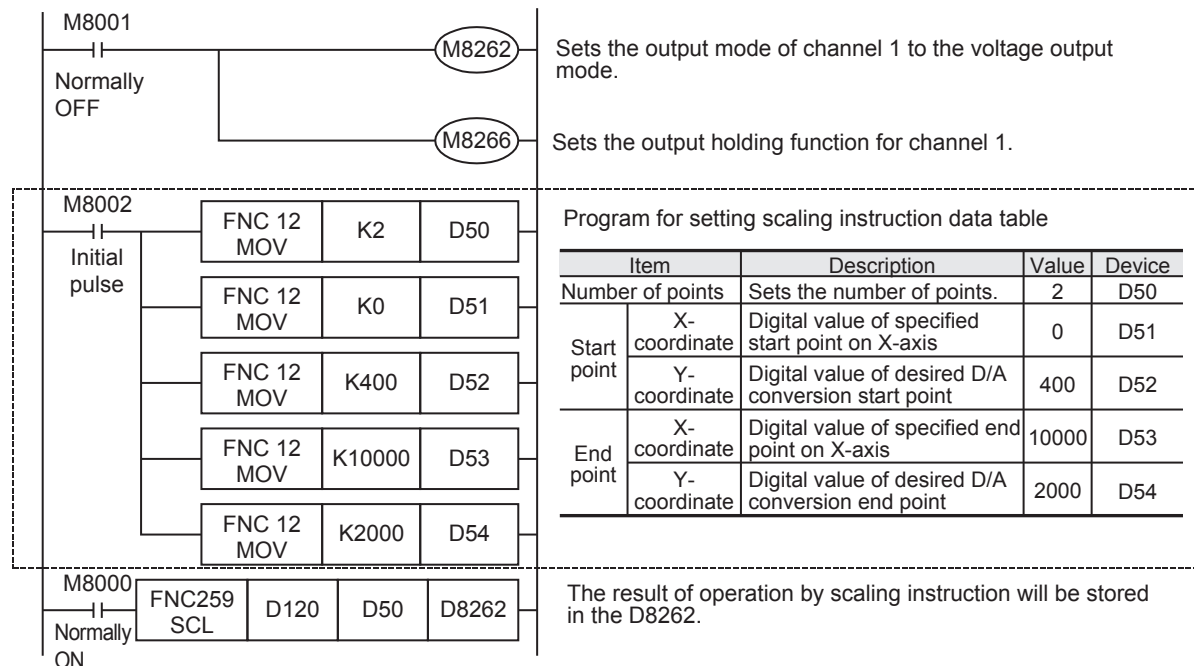 M8001
M8262
Sets the output mode of channel 1 to the voltage output
mode.
Normally
OFF
M8266
Sets the output holding function for channel 1.
M8002
Initial
pulse
FNC 12
MOV
K2
D50
FNC 12
MOV
K0
D51
FNC 12
MOV
K400
D52
FNC 12
MOV
K10000
D53
FNC 12
MOV
K2000
D54
Program for setting scaling instruction data table
Item Description Value Device
Number of points Sets the number of points. 2 D50
Start
point
X-
coordinate
Digital value of specified
start point on X-axis
0
D51
Y-
coordinate
Digital value of desired D/A
conversion start point
400
D52
End
point
X-
coordinate
Digital value of specified end
point on X-axis
10000
D53
Y-
coordinate
Digital value of desired D/A
conversion end point
2000
D54
M8000
Normally
ON
FNC259
SCL
D120
D50
D8262
The result of operation by scaling instruction will be stored
in the D8262.